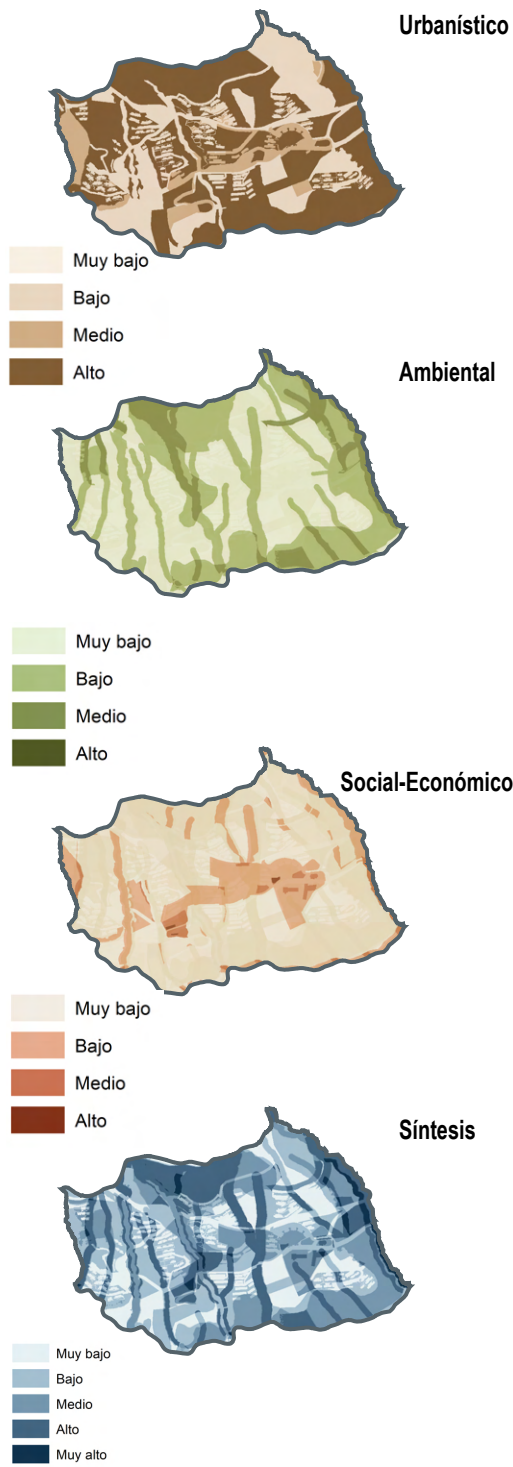 Urbanístico
Muy bajo
Bajo
Medio
Alto
Ambiental
Muy bajo
Bajo
Medio
Alto
Social-Económico
Muy bajo
Bajo
Medio
Alto
Síntesis
Muy bajo
Bajo
Medio
Alto
Muy alto